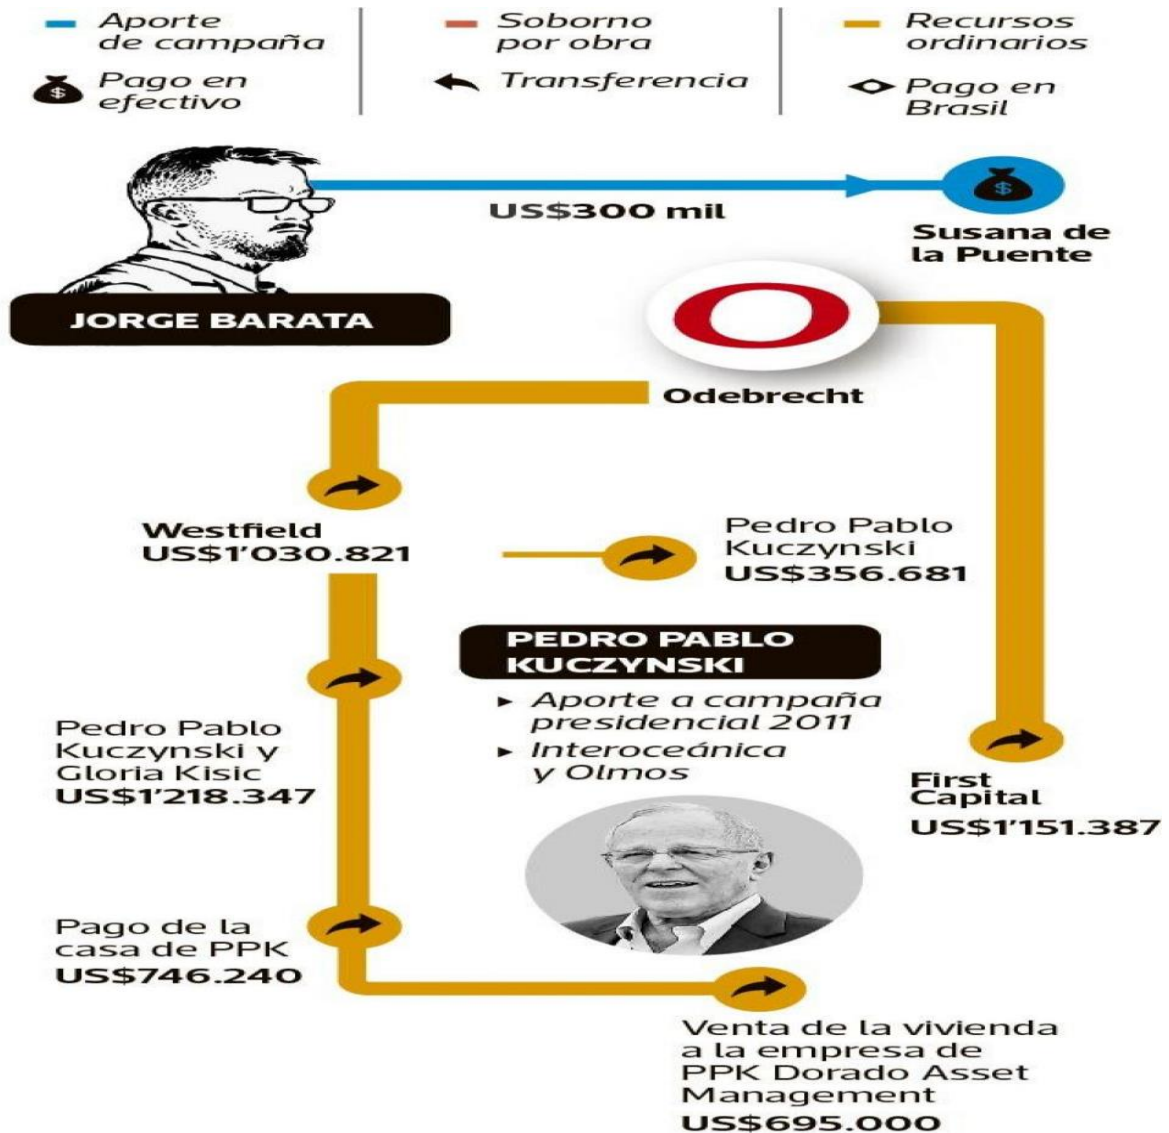 Aporte
de campaña
Pago en
efectivo
Soborno
por obra
Transferencia
Recursos
ordinarios
Pago en
Brasil
US$300 mil
Susana de
la Puente
JORGE BARATA
Odebrecht
Westfield
US$1'030.821
Pedro Pablo
Kuczynski
US$356.681
PEDRO PABLO
KUCZYNSKI
► Aporte a campaña
presidencial 2011
► Interoceánica
y Olmos
Pedro Pablo
Kuczynski y
Gloria Kisic
US$1'218.347
First
Capital
US$1'151.387
Pago de la
casa de PPK
US$746.240
Venta de la vivienda
a la empresa de
PPK Dorado Asset
Management
US$695.000